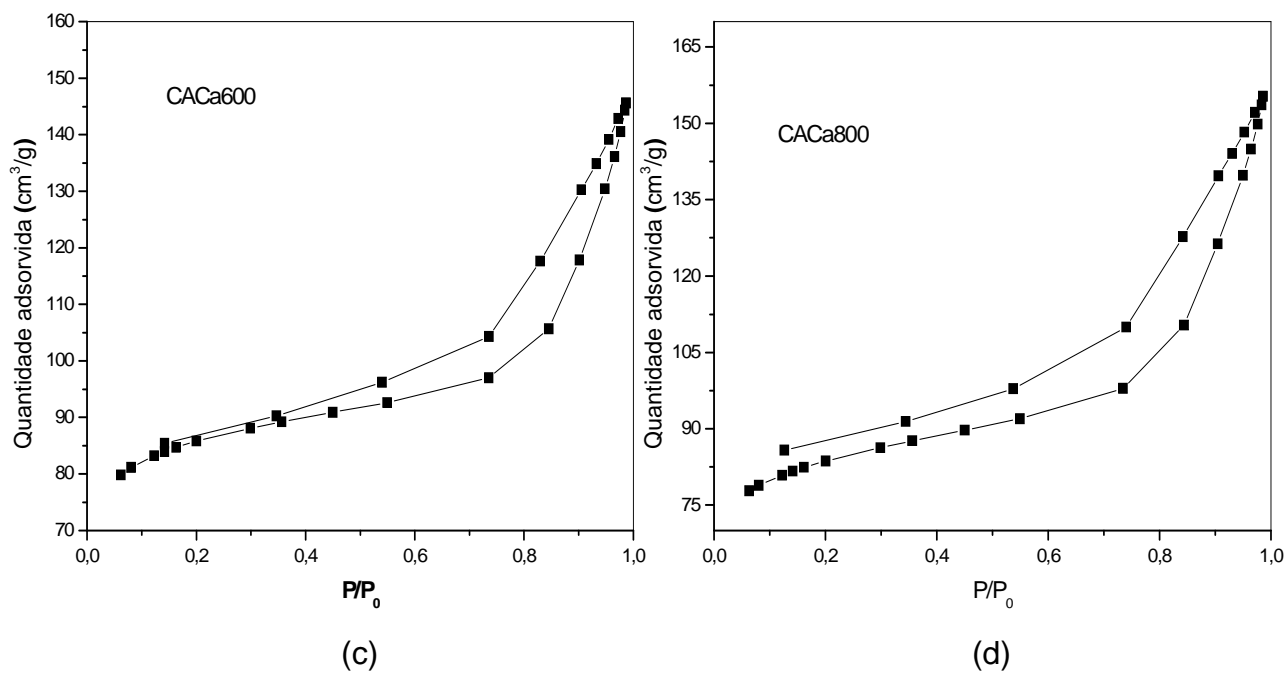 160
150
140
130
120
110
100
90
80
70
Quantidade adsorvida (cm³/g)
CACa600
0,0 0,2 0,4 0,6 0,8 1,0
P/P₀
(c)
165
150
135
120
105
90
75
Quantidade adsorvida (cm³/g)
CACa800
0,0 0,2 0,4 0,6 0,8 1,0
P/P₀
(d)